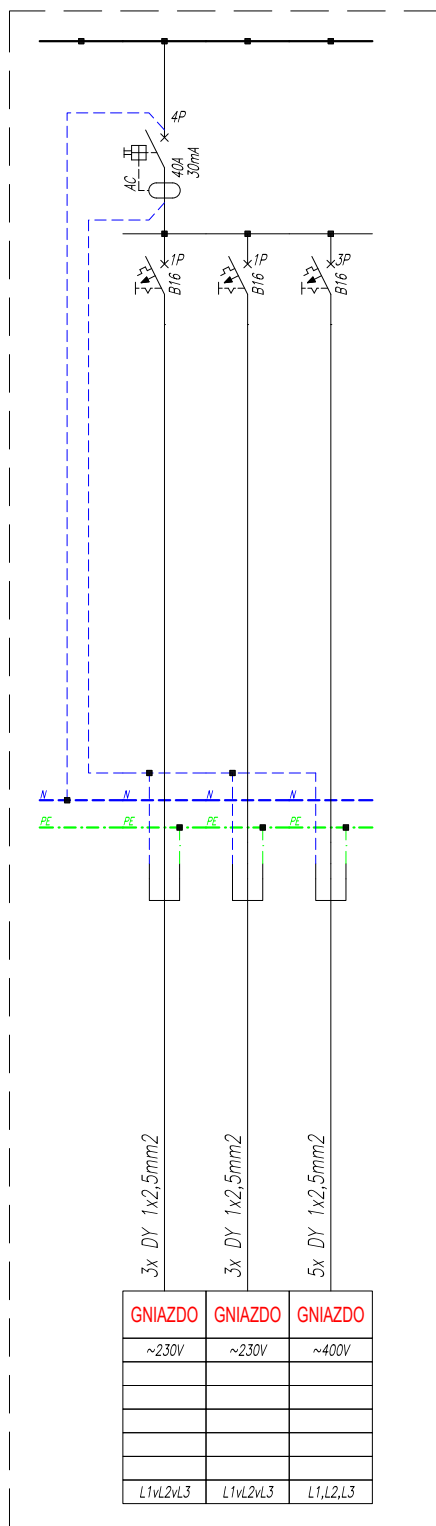 4P
40A
30mA
AC
1P
B16
1P
B16
3P
B16
N N N N
PE PE PE PE
3x DY 1x2,5mm2
3x DY 1x2,5mm2
5x DY 1x2,5mm2
GNIAZDO GNIAZDO GNIAZDO
~230V ~230V ~400V
L1vL2vL3 L1vL2vL3 L1,L2,L3